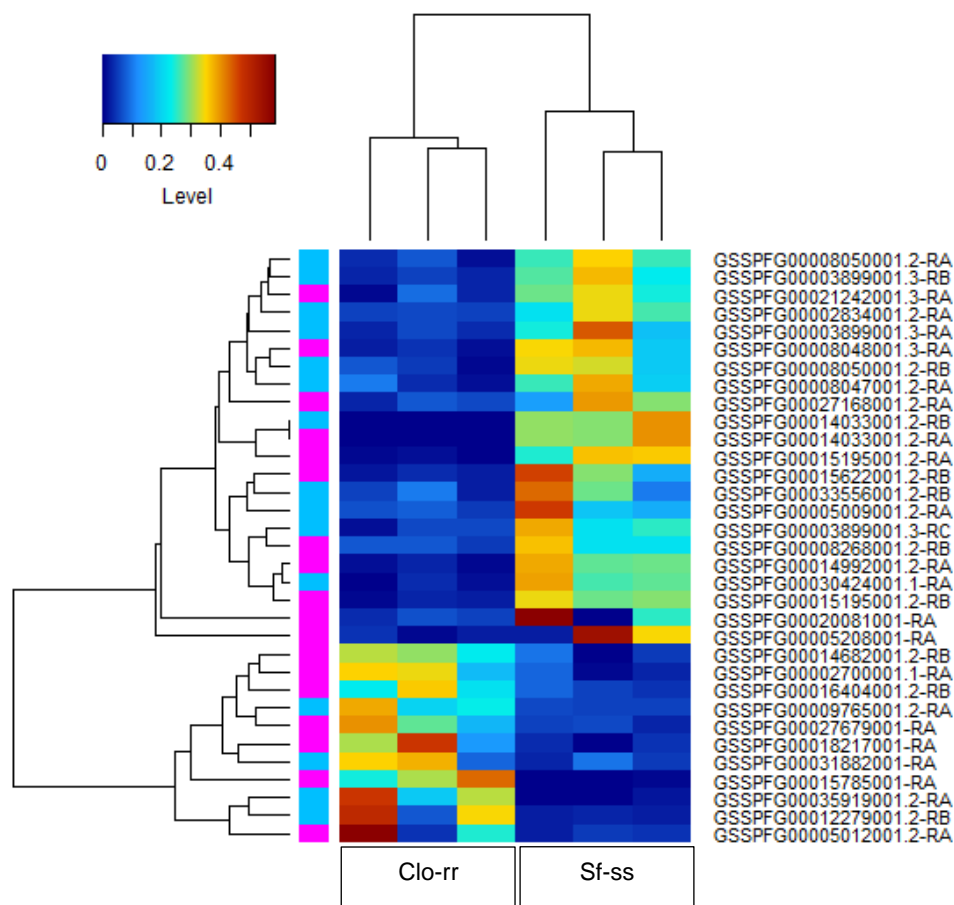 0 0.2 0.4
Level
GSSPFG00008050001.2-RA
GSSPFG00003899001.3-RB
GSSPFG00021242001.3-RA
GSSPFG00002834001.2-RA
GSSPFG00003899001.3-RA
GSSPFG00008048001.3-RA
GSSPFG00008050001.2-RB
GSSPFG00008047001.2-RA
GSSPFG00027168001.2-RA
GSSPFG00014033001.2-RB
GSSPFG00014033001.2-RA
GSSPFG00015195001.2-RA
GSSPFG00015622001.2-RB
GSSPFG00033556001.2-RB
GSSPFG00005009001.2-RA
GSSPFG00003899001.3-RC
GSSPFG00008268001.2-RB
GSSPFG00014992001.2-RA
GSSPFG00030424001.1-RA
GSSPFG00015195001.2-RB
GSSPFG00020081001-RA
GSSPFG00005208001-RA
GSSPFG00014682001.2-RB
GSSPFG00002700001.1-RA
GSSPFG00016404001.2-RB
GSSPFG00009765001.2-RA
GSSPFG00027679001-RA
GSSPFG00018217001-RA
GSSPFG00031882001-RA
GSSPFG00015785001-RA
GSSPFG00035919001.2-RA
GSSPFG00012279001.2-RB
GSSPFG00005012001.2-RA
Clo-rr Sf-ss